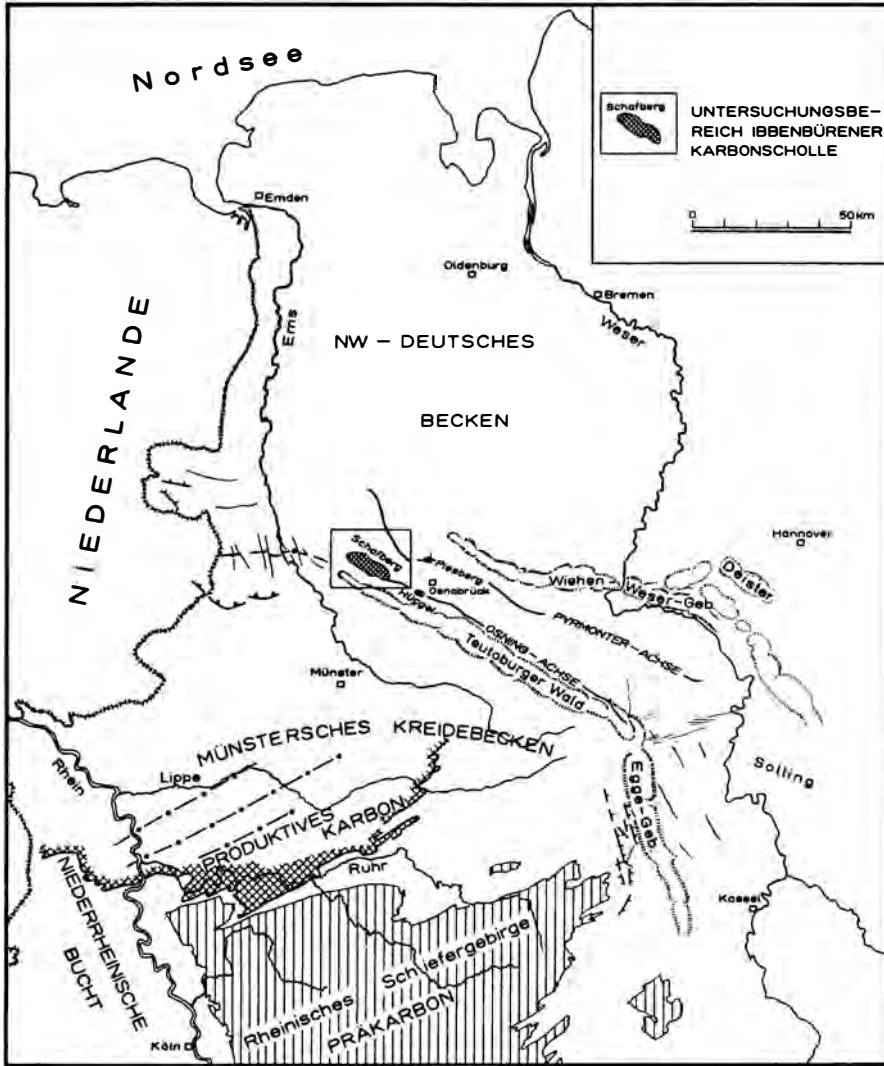 Nordsee
Schafberg
UNTERSUCHUNGSBE-
REICH IBBENBÜRENER
KARBONSCHOLLE
0 50 km
Emden
Oldenburg
Bremen
Weser
Ems
NW - DEUTSCHES
BECKEN
NIEDERLANDE
Hannover
Schafberg
Piesberg
Osnabrück
Hüggel
Wiehen
Weser-Geb.
Deister
PYRMONTER-ACHSE
OSNING-ACHSE
Teutoburger Wald
Münster
MÜNSTERSCHES KREIDEBECKEN
Solling
Rhein
Lippe
Egge-Geb.
PRODUKTIVES KARBON
Ruhr
Kassel
NIEDERRHEINISCHE
BUCHT
Rheinisches Schiefergebirge
PRÄKARBON
Köln